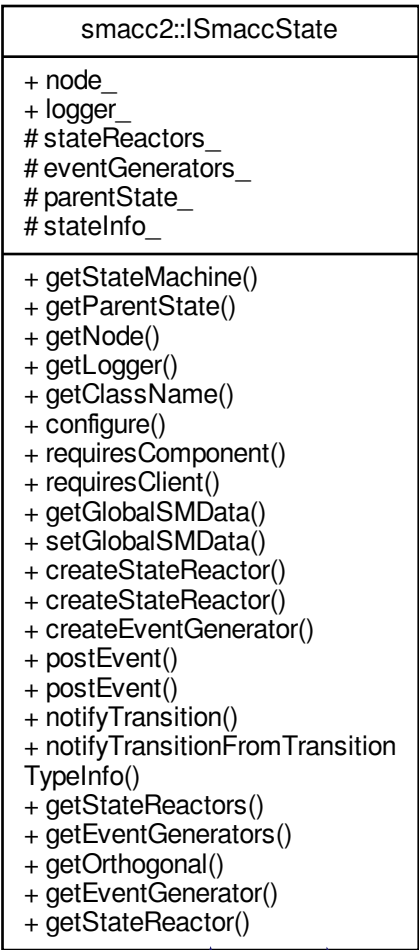 smacc2::ISmaccState
+ node_
+ logger_
# stateReactors_
# eventGenerators_
# parentState_
# stateInfo_
+ getStateMachine()
+ getParentState()
+ getNode()
+ getLogger()
+ getClassName()
+ configure()
+ requiresComponent()
+ requiresClient()
+ getGlobalSMData()
+ setGlobalSMData()
+ createStateReactor()
+ createStateReactor()
+ createEventGenerator()
+ postEvent()
+ postEvent()
+ notifyTransition()
+ notifyTransitionFromTransition
TypeInfo()
+ getStateReactors()
+ getEventGenerators()
+ getOrthogonal()
+ getEventGenerator()
+ getStateReactor()